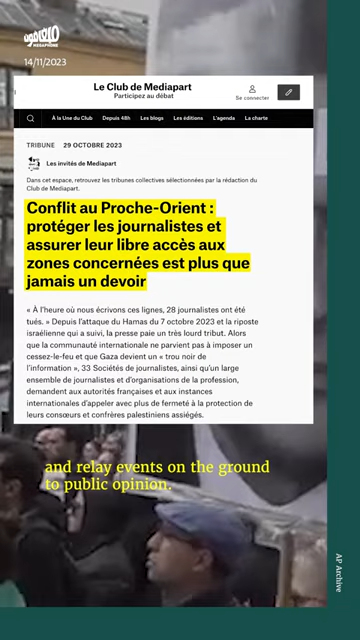 ميغافون
MEGAPHONE
14/11/2023
Le Club de Mediapart
Participez au débat
Se connecter
À la Une du Club Depuis 48h Les blogs Les éditions L'agenda La charte
TRIBUNE 29 OCTOBRE 2023
Les invités de Mediapart
Dans cet espace, retrouvez les tribunes collectives sélectionnées par la rédaction du
Club de Mediapart.
Conflit au Proche-Orient :
protéger les journalistes et
assurer leur libre accès aux
zones concernées est plus que
jamais un devoir
« À l'heure où nous écrivons ces lignes, 28 journalistes ont été
tués. » Depuis l'attaque du Hamas du 7 octobre 2023 et la riposte
israélienne qui a suivi, la presse paie un très lourd tribut. Alors
que la communauté internationale ne parvient pas à imposer un
cessez-le-feu et que Gaza devient un « trou noir de
l'information », 33 Sociétés de journalistes, ainsi qu'un large
ensemble de journalistes et d'organisations de la profession,
demandent aux autorités françaises et aux instances
internationales d'appeler avec plus de fermeté à la protection de
leurs consœurs et confrères palestiniens assiégés.
and relay events on the ground
to public opinion.
AP Archive